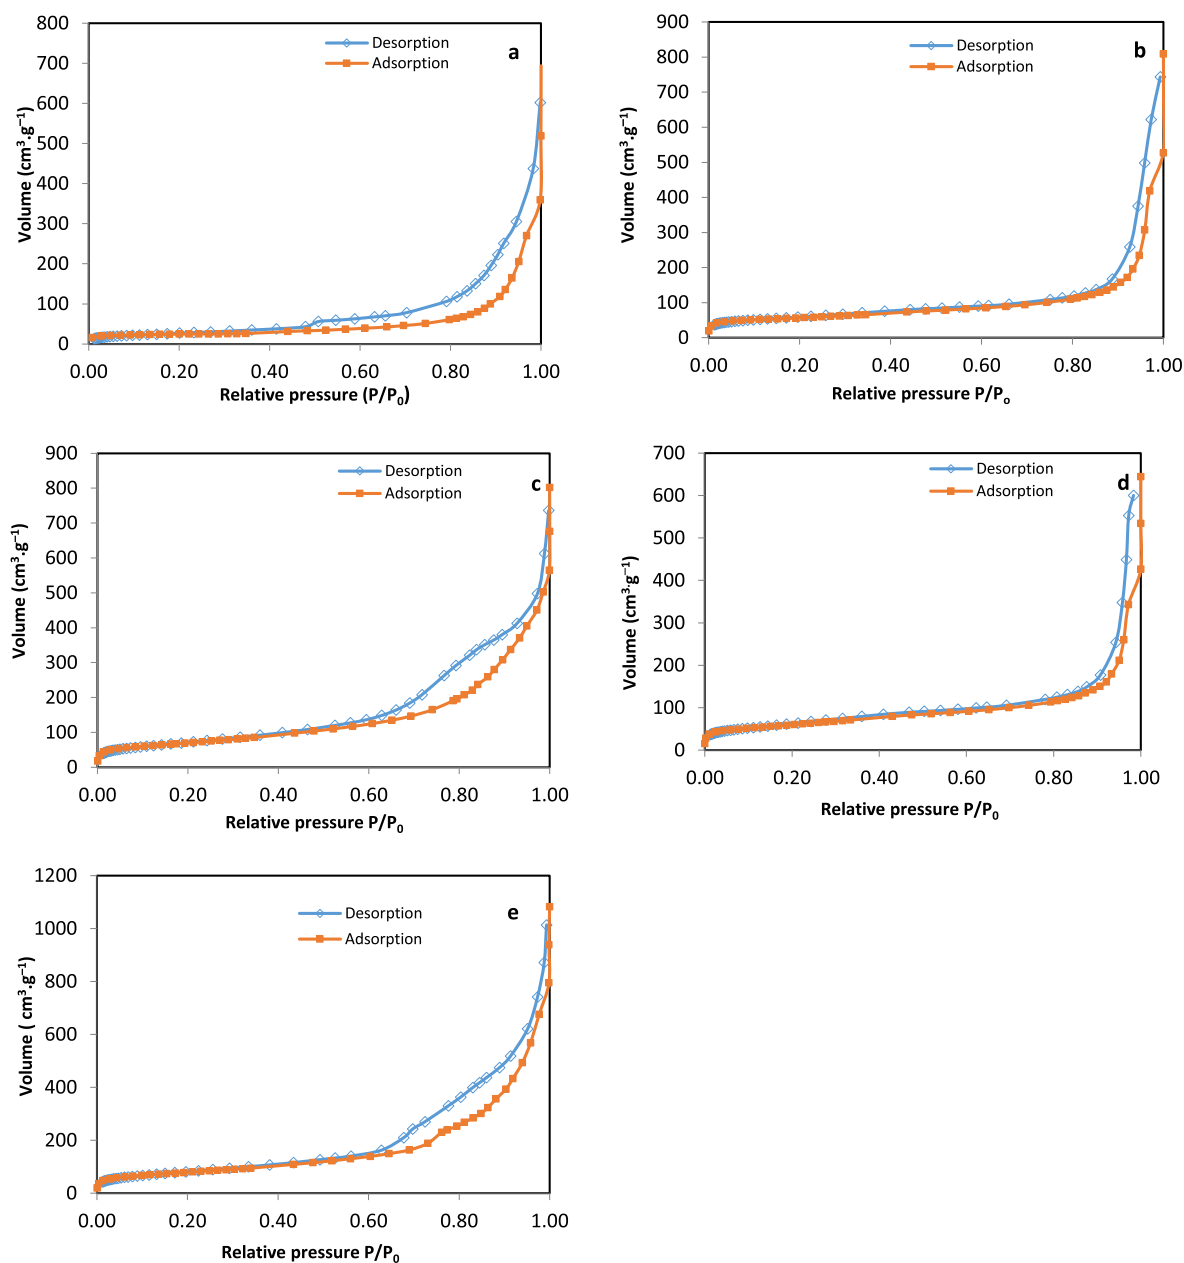 a
Desorption
Adsorption
Volume (cm³.g⁻¹)
800
700
600
500
400
300
200
100
0
0.00 0.20 0.40 0.60 0.80 1.00
Relative pressure (P/P₀)
b
Desorption
Adsorption
Volume (cm³.g⁻¹)
900
800
700
600
500
400
300
200
100
0
0.00 0.20 0.40 0.60 0.80 1.00
Relative pressure P/Pₒ
c
Desorption
Adsorption
Volume (cm³.g⁻¹)
900
800
700
600
500
400
300
200
100
0
0.00 0.20 0.40 0.60 0.80 1.00
Relative pressure P/P₀
d
Desorption
Adsorption
Volume (cm³·g⁻¹)
700
600
500
400
300
200
100
0
0.00 0.20 0.40 0.60 0.80 1.00
Relative pressure P/P₀
e
Desorption
Adsorption
Volume ( cm³.g⁻¹)
1200
1000
800
600
400
200
0
0.00 0.20 0.40 0.60 0.80 1.00
Relative pressure P/P₀